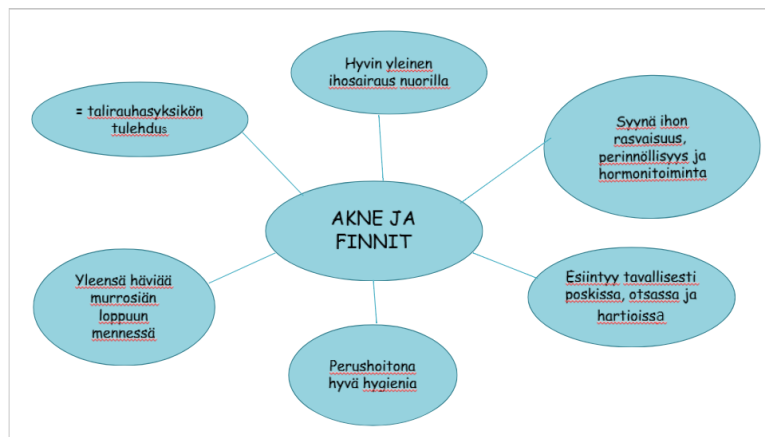 Hyvin yleinen
ihosairaus nuorilla
= talirauhasyksikön
tulehdus
Syynä ihon
rasvaisuus,
perinnöllisyys ja
hormonitoiminta
AKNE JA
FINNIT
Yleensä häviää
murrosiän
loppuun
mennessä
Esiintyy tavallisesti
poskissa, otsassa ja
hartioissa
Perushoitona
hyvä hygienia